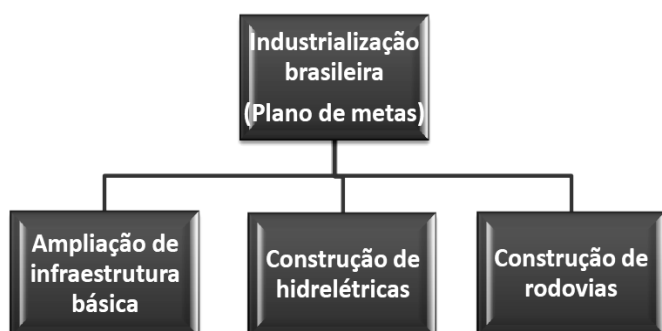 Industrialização
brasileira
(Plano de metas)
Ampliação de
infraestrutura
básica
Construção de
hidrelétricas
Construção de
rodovias